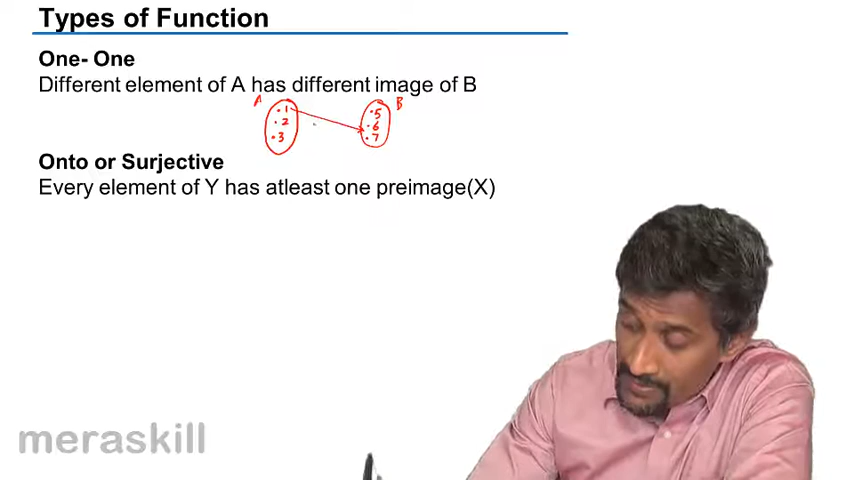 Types of Function
One- One
Different element of A has different image of B
A B
· 1 · 5
· 2 · 6
· 3 · 7
Onto or Surjective
Every element of Y has atleast one preimage(X)
meraskill